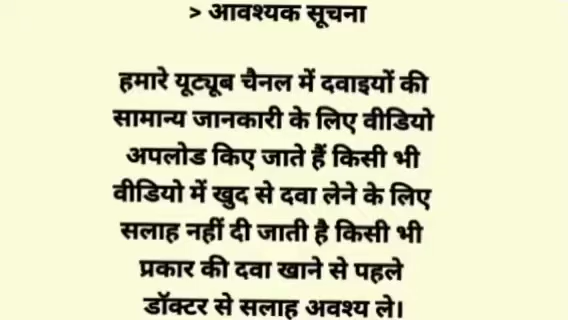 > आवश्यक सूचना
हमारे यूट्यूब चैनल में दवाइयों की
सामान्य जानकारी के लिए वीडियो
अपलोड किए जाते हैं किसी भी
वीडियो में खुद से दवा लेने के लिए
सलाह नहीं दी जाती है किसी भी
प्रकार की दवा खाने से पहले
डॉक्टर से सलाह अवश्य ले।